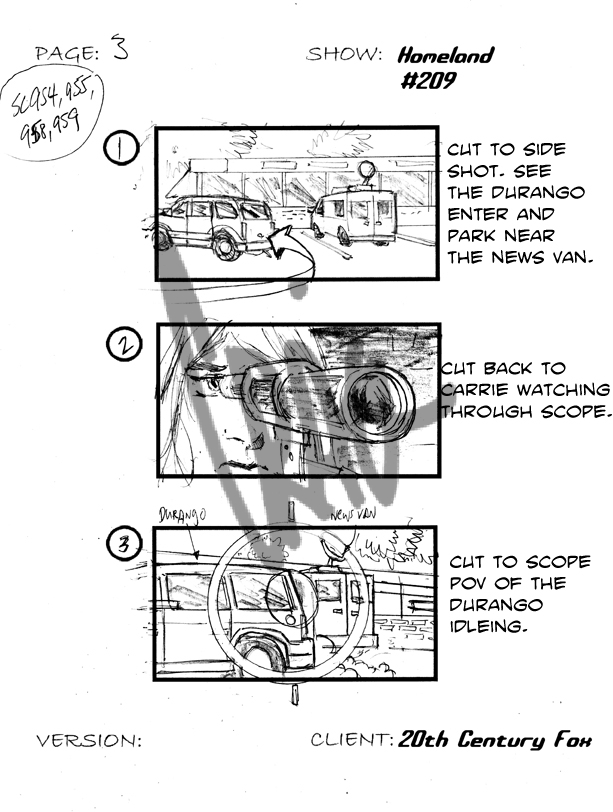 PAGE: 3
SHOW: Homeland
#209
SC954, 955,
958, 959
1
CUT TO SIDE
SHOT. SEE
THE DURANGO
ENTER AND
PARK NEAR
THE NEWS VAN.
2
CUT BACK TO
CARRIE WATCHING
THROUGH SCOPE.
DURANGO
NEWS VAN
3
CUT TO SCOPE
POV OF THE
DURANGO
IDLEING.
VERSION:
CLIENT: 20th Century Fox